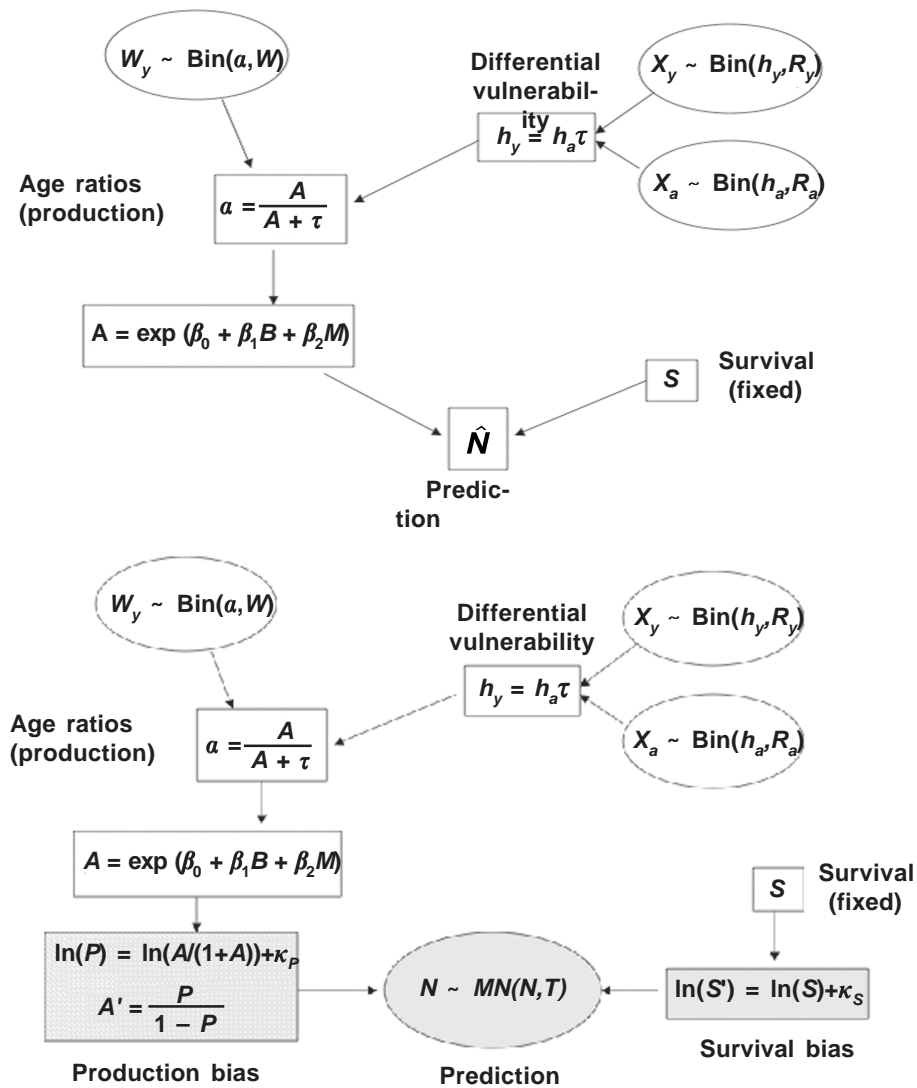 W_y ~ Bin(α,W)
Differential
vulnerabil-
ity
X_y ~ Bin(h_y,R_y)
h_y = h_aτ
X_a ~ Bin(h_a,R_a)
Age ratios
(production)
α = A / (A + τ)
A = exp (β_0 + β_1B + β_2M)
Survival
(fixed)
S
N̂
Predic-
tion
W_y ~ Bin(α,W)
Differential
vulnerability
X_y ~ Bin(h_y,R_y)
h_y = h_aτ
X_a ~ Bin(h_a,R_a)
Age ratios
(production)
α = A / (A + τ)
A = exp (β_0 + β_1B + β_2M)
Survival
(fixed)
S
ln(P) = ln(A/(1+A))+κ_P
A' = P / (1 – P)
N ~ MN(N,T)
ln(S') = ln(S)+κ_S
Production bias
Prediction
Survival bias